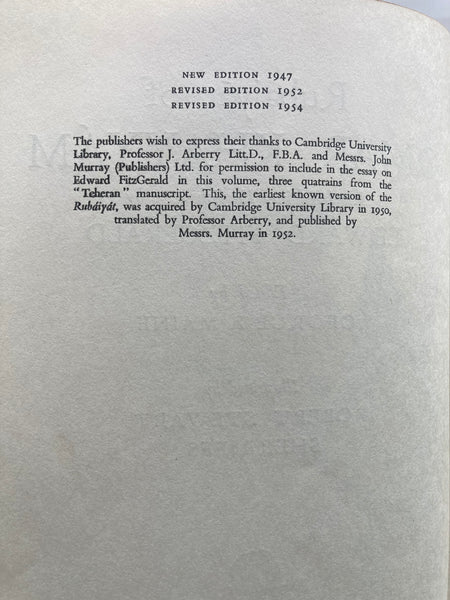 NEW EDITION 1947
REVISED EDITION 1952
REVISED EDITION 1954
The publishers wish to express their thanks to Cambridge University
Library, Professor J. Arberry Litt.D., F.B.A. and Messrs. John
Murray (Publishers) Ltd. for permission to include in the essay on
Edward FitzGerald in this volume, three quatrains from the
“Teheran” manuscript. This, the earliest known version of the
Rubáiyát, was acquired by Cambridge University Library in 1950,
translated by Professor Arberry, and published by
Messrs. Murray in 1952.